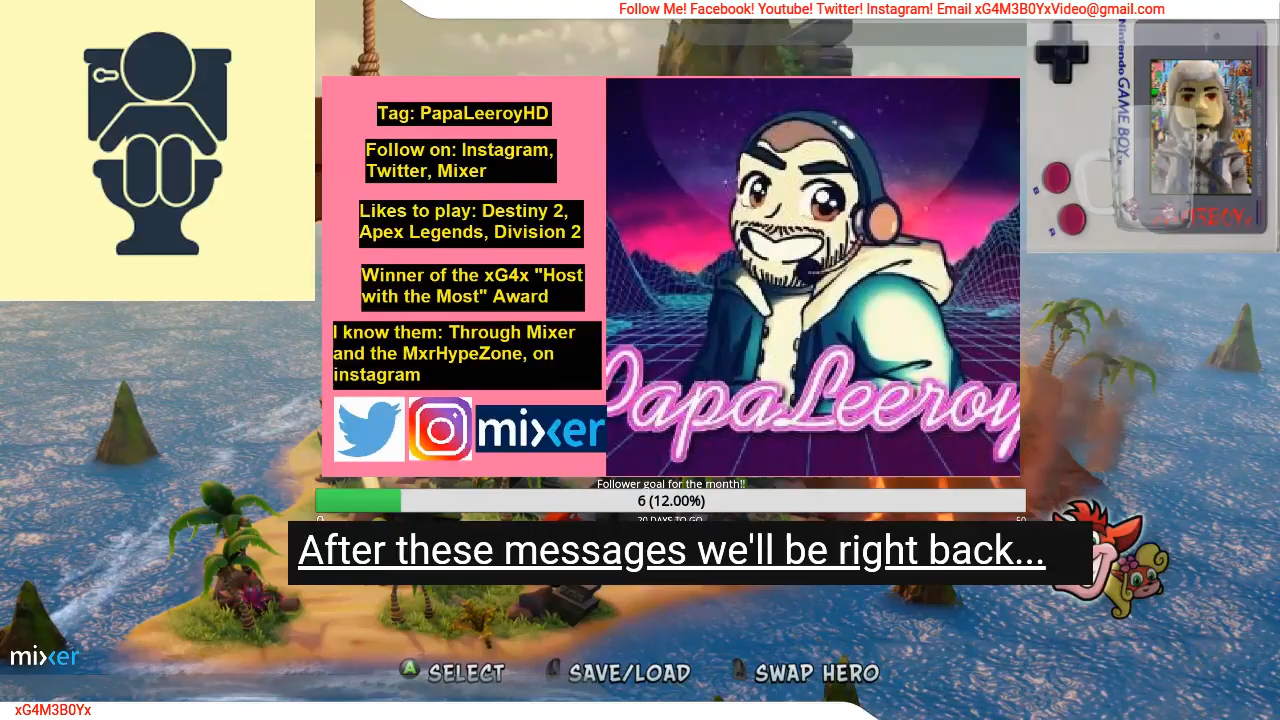 Follow Me! Facebook! Youtube! Twitter! Instagram! Email xG4M3B0YxVideo@gmail.com
Nintendo GAME BOY
Tag: PapaLeeroyHD
Follow on: Instagram,
Twitter, Mixer
Likes to play: Destiny 2,
Apex Legends, Division 2
Winner of the xG4x "Host
with the Most" Award
I know them: Through Mixer
and the MxrHypeZone, on
instagram
mixer
PapaLeeroy
Follower goal for the month!!
6 (12.00%)
0
20 DAYS TO GO
50
After these messages we'll be right back...
mixer
A SELECT
SAVE/LOAD
SWAP HERO
xG4M3B0Yx